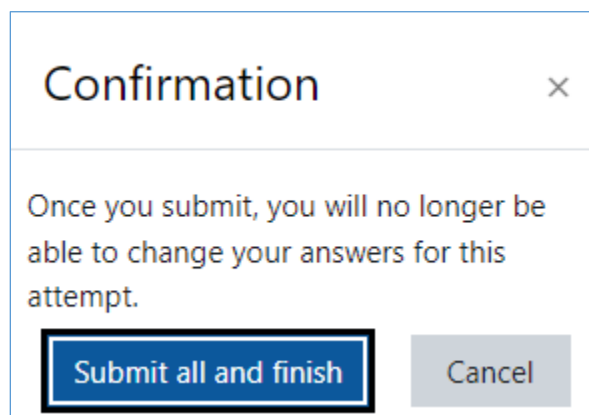 Confirmation ×
Once you submit, you will no longer be
able to change your answers for this
attempt.
Submit all and finish Cancel